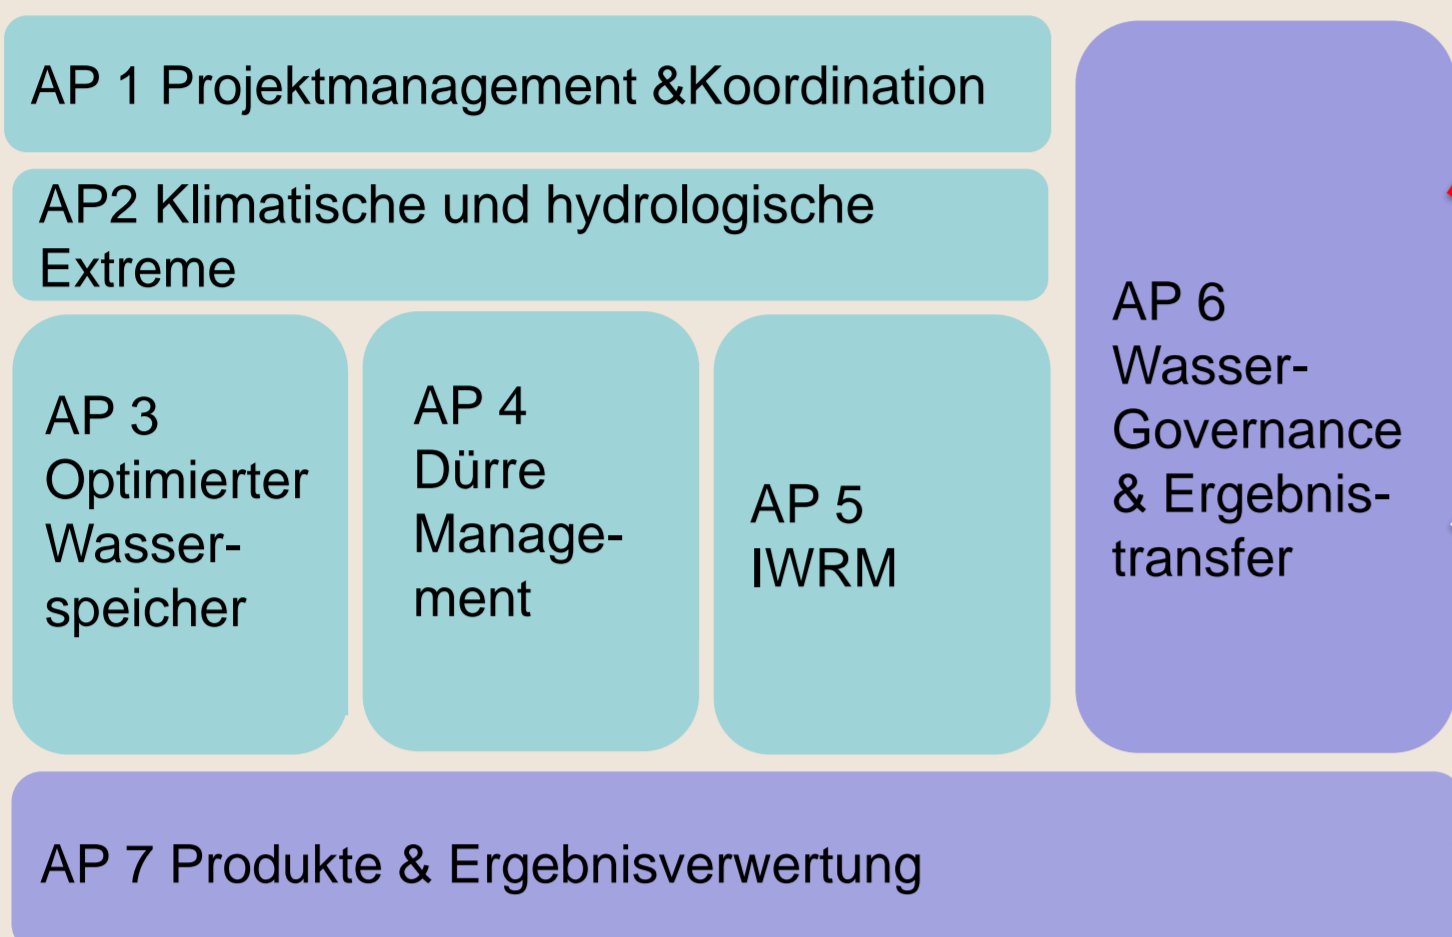 AP 1 Projektmanagement &Koordination
AP2 Klimatische und hydrologische
Extreme
AP 3
Optimierter
Wasser-
speicher
AP 4
Dürre
Manage-
ment
AP 5
IWRM
AP 6
Wasser-
Governance
& Ergebnis-
transfer
AP 7 Produkte & Ergebnisverwertung